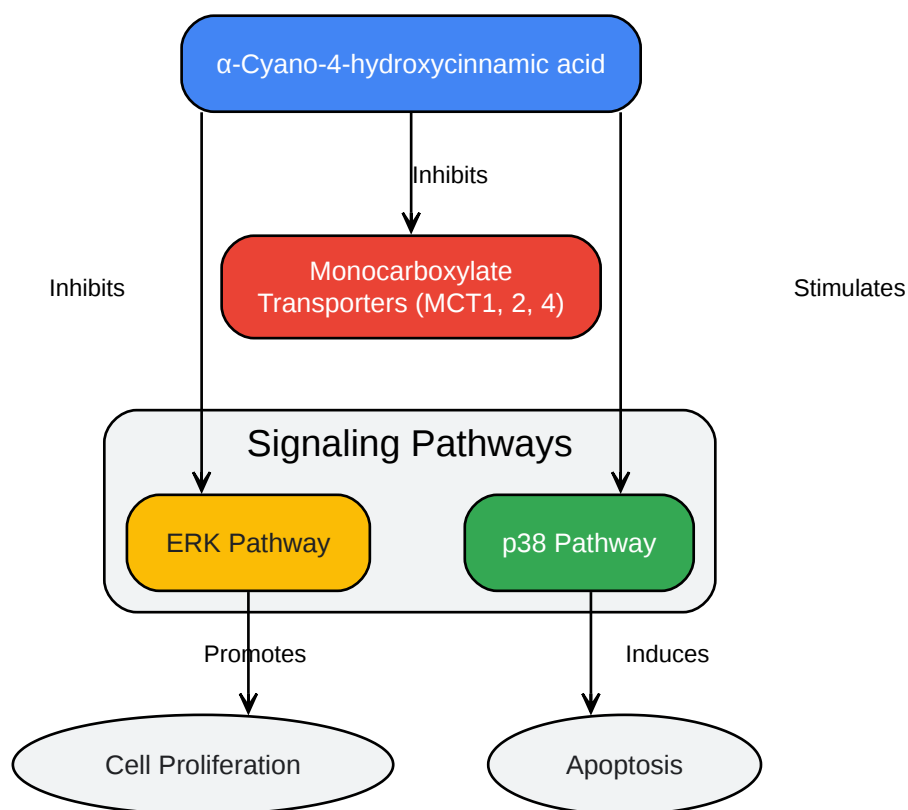 α-Cyano-4-hydroxycinnamic acid
Inhibits
Monocarboxylate
Transporters (MCT1, 2, 4)
Inhibits
Stimulates
Signaling Pathways
ERK Pathway
p38 Pathway
Promotes
Induces
Cell Proliferation
Apoptosis